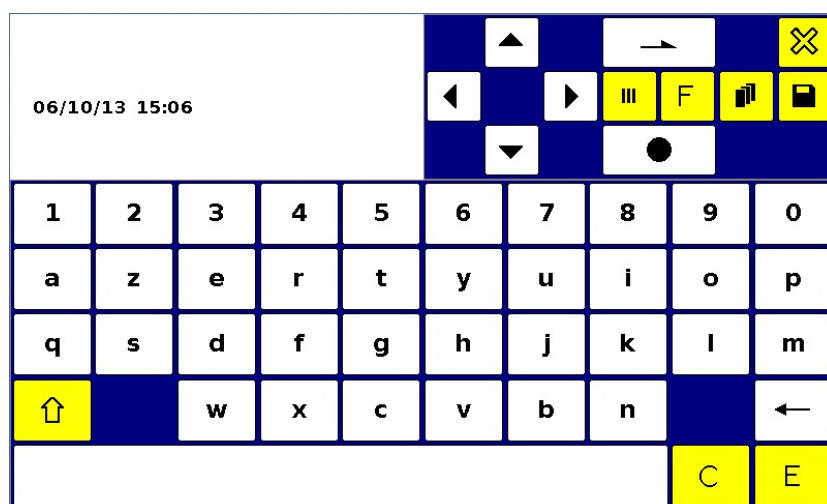 06/10/13 15:06
F
1 2 3 4 5 6 7 8 9 0
a z e r t y u i o p
q s d f g h j k l m
w x c v b n
C E